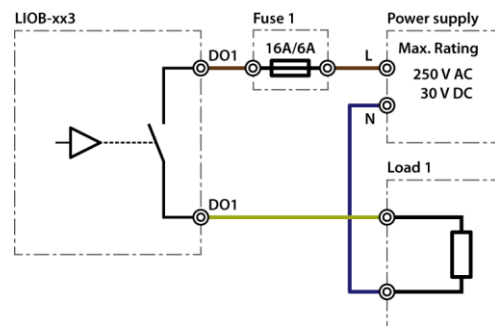 LIOB-xx3
Fuse 1
Power supply
DO1
16A/6A
L
Max. Rating
250 V AC
30 V DC
N
Load 1
DO1